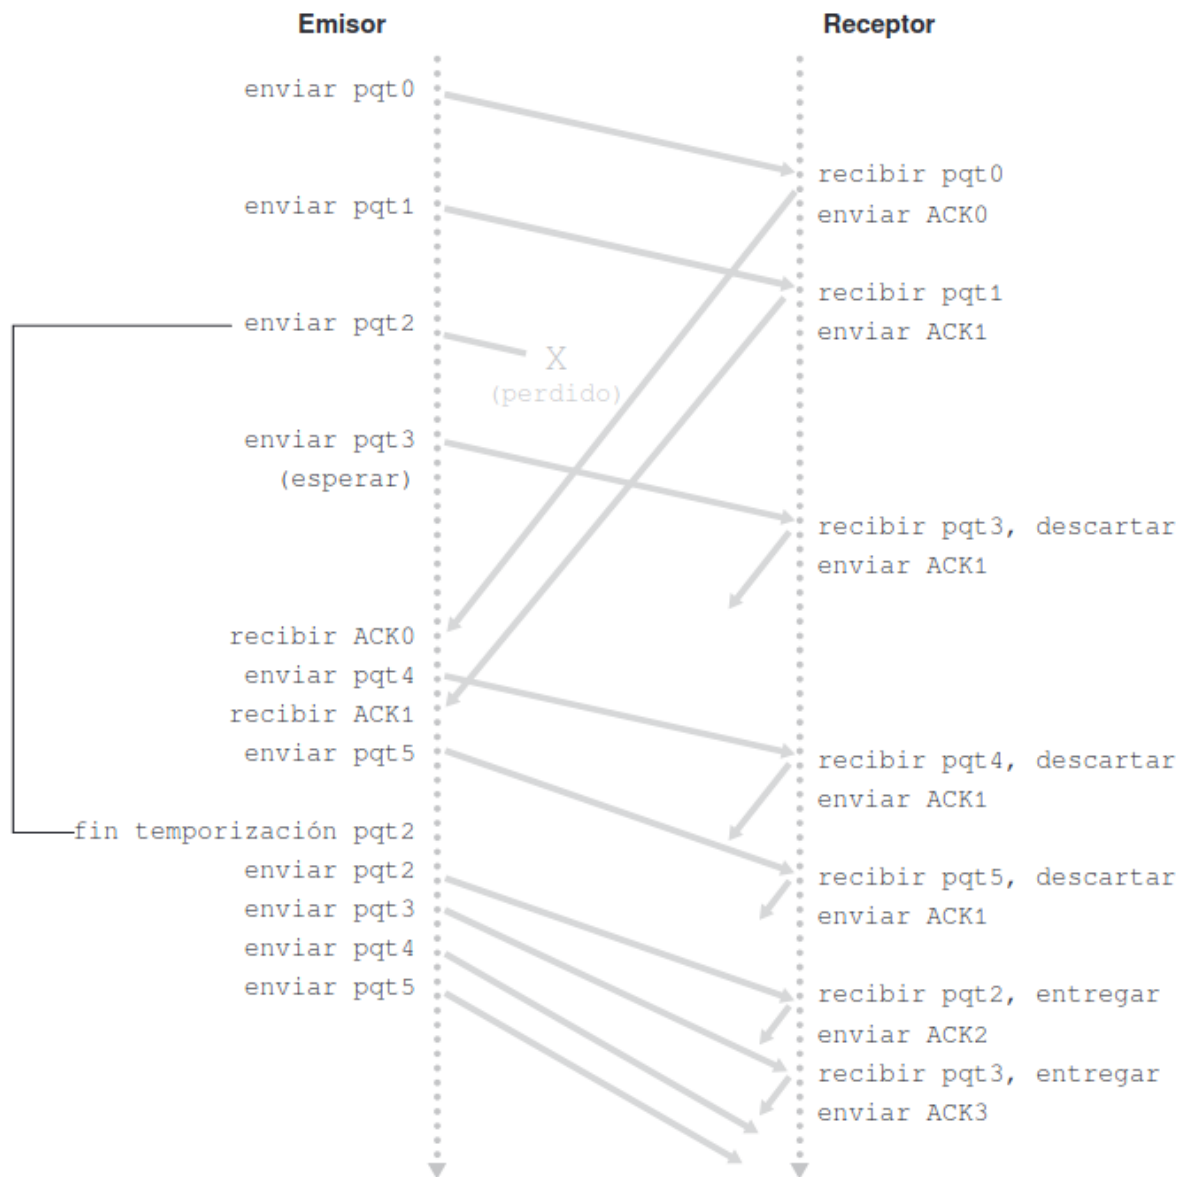 Emisor
Receptor
enviar pqt0
recibir pqt0
enviar pqt1
enviar ACK0
recibir pqt1
enviar pqt2
enviar ACK1
X
(perdido)
enviar pqt3
(esperar)
recibir pqt3, descartar
enviar ACK1
recibir ACK0
enviar pqt4
recibir ACK1
enviar pqt5
recibir pqt4, descartar
enviar ACK1
fin temporización pqt2
enviar pqt2
recibir pqt5, descartar
enviar pqt3
enviar ACK1
enviar pqt4
enviar pqt5
recibir pqt2, entregar
enviar ACK2
recibir pqt3, entregar
enviar ACK3